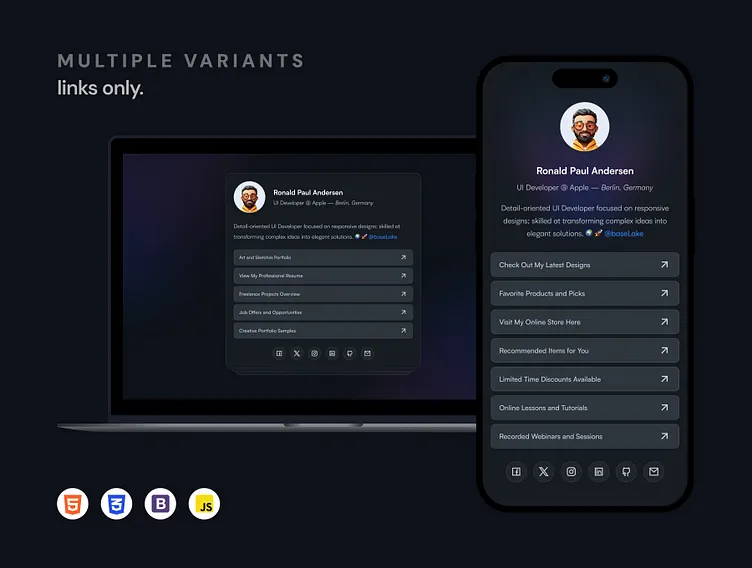 MULTIPLE VARIANTS
links only.
Ronald Paul Andersen
UI Developer @ Apple — Berlin, Germany
Detail-oriented UI Developer focused on responsive designs: skilled at
transforming complex ideas into elegant solutions. 🌍 🚀 @baseLake
Art and Sketches Portfolio
View My Professional Resume
Freelance Projects Overview
Job Offers and Opportunities
Creative Portfolio Samples
Ronald Paul Andersen
UI Developer @ Apple — Berlin, Germany
Detail-oriented UI Developer focused on responsive
designs: skilled at transforming complex ideas into
elegant solutions. 🌍 🚀 @baseLake
Check Out My Latest Designs
Favorite Products and Picks
Visit My Online Store Here
Recommended Items for You
Limited Time Discounts Available
Online Lessons and Tutorials
Recorded Webinars and Sessions
5 3 B JS